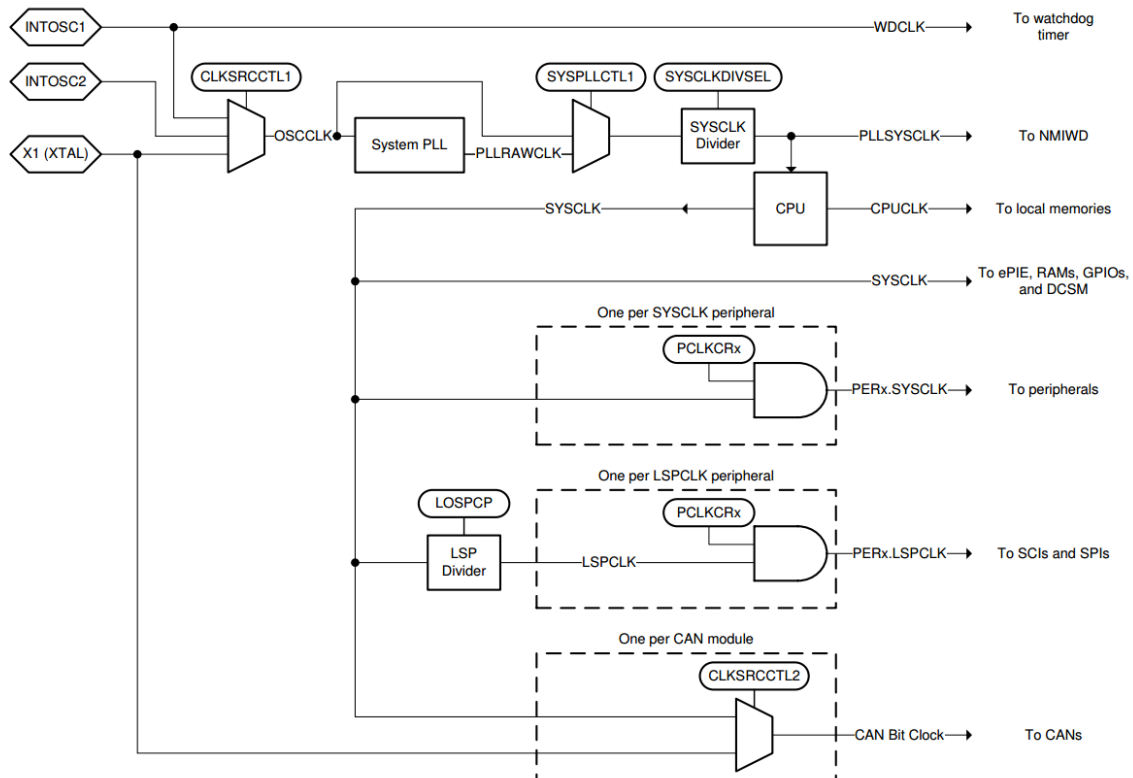 INTOSC1
WDCLK
To watchdog
timer
INTOSC2
CLKSRCCTL1
SYSPLLCTL1
SYSCLKDIVSEL
X1 (XTAL)
OSCCLK
System PLL
PLLRAWCLK
SYSCLK
Divider
PLLSYSCLK
To NMIWD
SYSCLK
CPU
CPUCLK
To local memories
SYSCLK
To ePIE, RAMs, GPIOs,
and DCSM
One per SYSCLK peripheral
PCLKCRx
PERx.SYSCLK
To peripherals
One per LSPCLK peripheral
LOSPCP
PCLKCRx
LSP
Divider
LSPCLK
PERx.LSPCLK
To SCIs and SPIs
One per CAN module
CLKSRCCTL2
CAN Bit Clock
To CANs